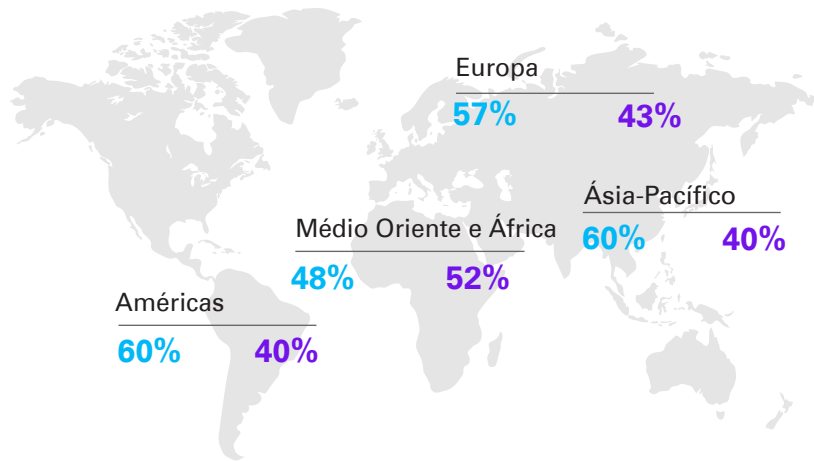 Europa
57% 43%
Ásia-Pacífico
60% 40%
Médio Oriente e África
48% 52%
Américas
60% 40%